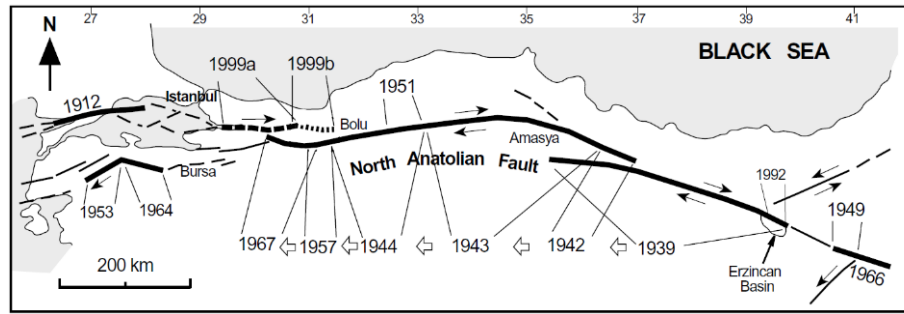 27 29 31 33 35 37 39 41
N
BLACK SEA
1999a 1999b
1951
1912
Istanbul
Bolu
Amasya
North Anatolian Fault
Bursa
1992
1953 1964
1967 1957 1944 1943 1942 1939
1949
1966
Erzincan
Basin
200 km